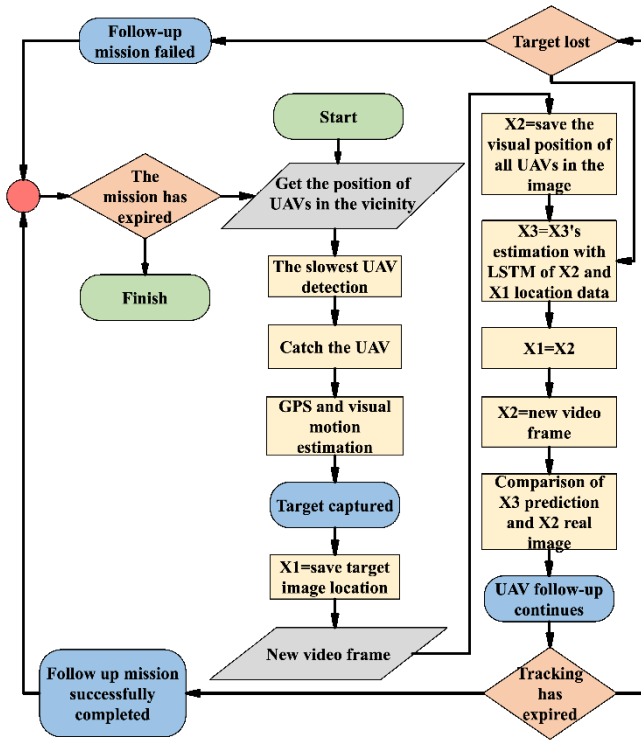 Follow-up
mission failed
Target lost
Start
The
mission has
expired
Get the position of
UAVs in the vicinity
Finish
The slowest UAV
detection
Catch the UAV
GPS and visual
motion
estimation
Target captured
X1=save target
image location
New video frame
X2=save the
visual position of
all UAVs in the
image
X3=X3's
estimation with
LSTM of X2 and
X1 location data
X1=X2
X2=new video
frame
Comparison of
X3 prediction
and X2 real
image
UAV follow-up
continues
Tracking
has
expired
Follow up mission
successfully
completed